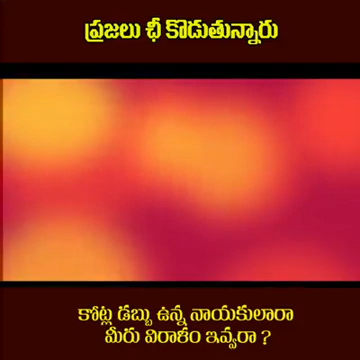 ప్రజలు ఛీ కొడుతున్నారు
కోట్ల డబ్బు ఉన్న నాయకులారా
మీరు విరాళం ఇవ్వరా ?